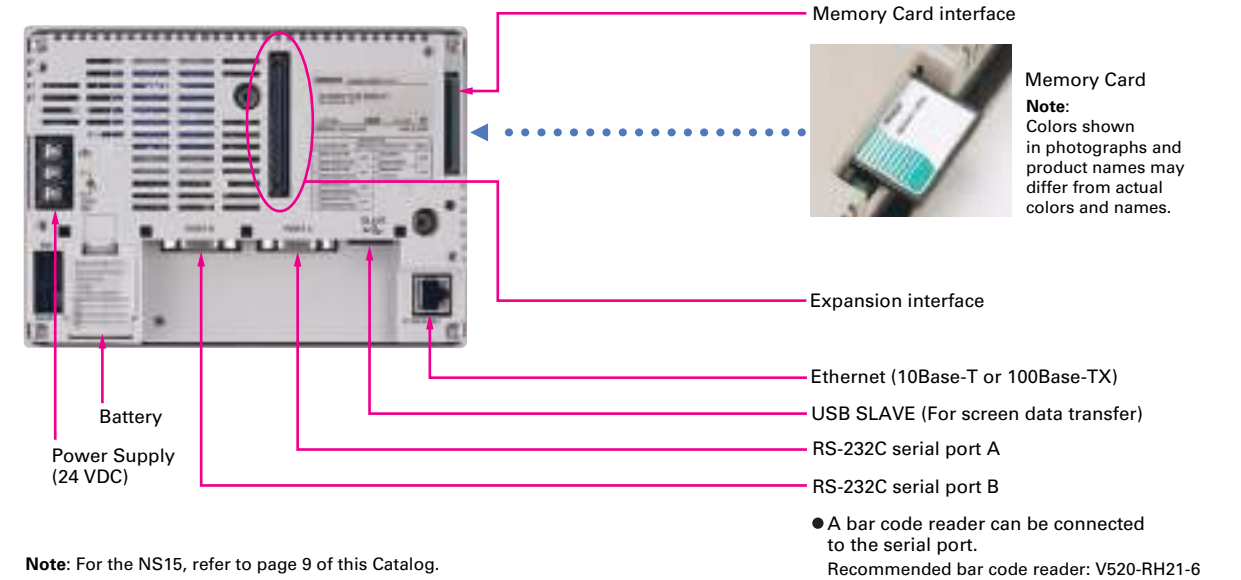 Memory Card interface
Memory Card
Note:
Colors shown
in photographs and
product names may
differ from actual
colors and names.
Expansion interface
Ethernet (10Base-T or 100Base-TX)
USB SLAVE (For screen data transfer)
RS-232C serial port A
RS-232C serial port B
●A bar code reader can be connected
to the serial port.
Recommended bar code reader: V520-RH21-6
Battery
Power Supply
(24 VDC)
Note: For the NS15, refer to page 9 of this Catalog.